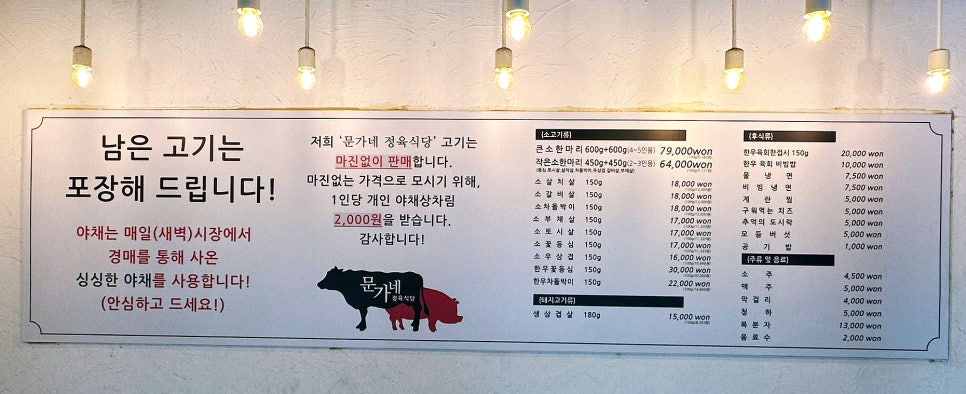 남은 고기는
포장해 드립니다!
야채는 매일(새벽)시장에서
경매를 통해 사온
싱싱한 야채를 사용합니다!
(안심하고 드세요!)
저희 '문가네 정육식당' 고기는
마진없이 판매합니다.
마진없는 가격으로 모시기 위해,
1인당 개인 야채상차림
2,000원을 받습니다.
감사합니다!
문가네
정육식당
(소고기류)
큰소한마리 600g+600g(4~5인용) 79,000won
작은소한마리 450g+450g(2~3인용) 64,000won
소살치살 150g 18,000 won
소갈비살 150g 18,000 won
소차돌박이 150g 18,000 won
소부채살 150g 17,000 won
소토시살 150g 17,000 won
소꽃등심 150g 17,000 won
소우삼겹 150g 16,000 won
한우꽃등심 150g 30,000 won
한우차돌박이 150g 22,000 won
(돼지고기류)
생삼겹살 180g 15,000 won
(후식류)
한우육회한접시 150g 20,000 won
한우 육회 비빔밥 10,000 won
물냉면 7,500 won
비빔냉면 7,500 won
계란찜 5,000 won
구워먹는 치즈 5,000 won
추억의 도시락 5,000 won
모듬버섯 5,000 won
공기밥 1,000 won
(주류 및 음료)
소주 4,500 won
맥주 5,000 won
막걸리 4,000 won
청하 5,000 won
복분자 13,000 won
음료수 2,000 won